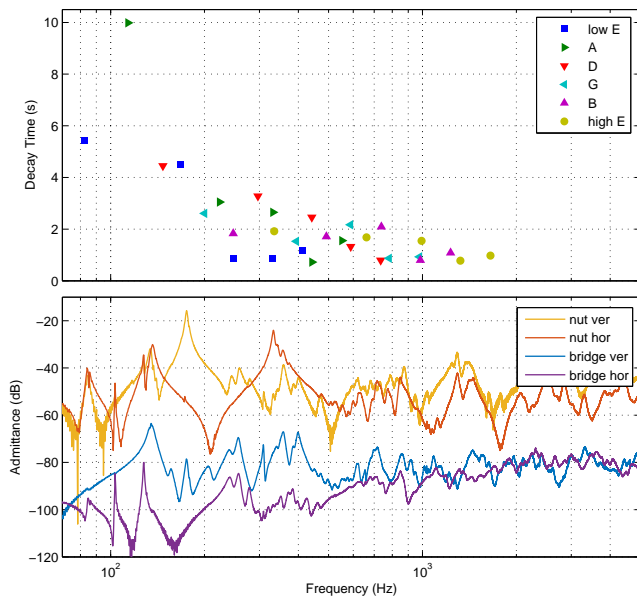 10
8
6
4
2
0
Decay Time (s)
low E
A
D
G
B
high E
−20
−40
−60
−80
−100
−120
Admittance (dB)
nut ver
nut hor
bridge ver
bridge hor
10²
10³
Frequency (Hz)